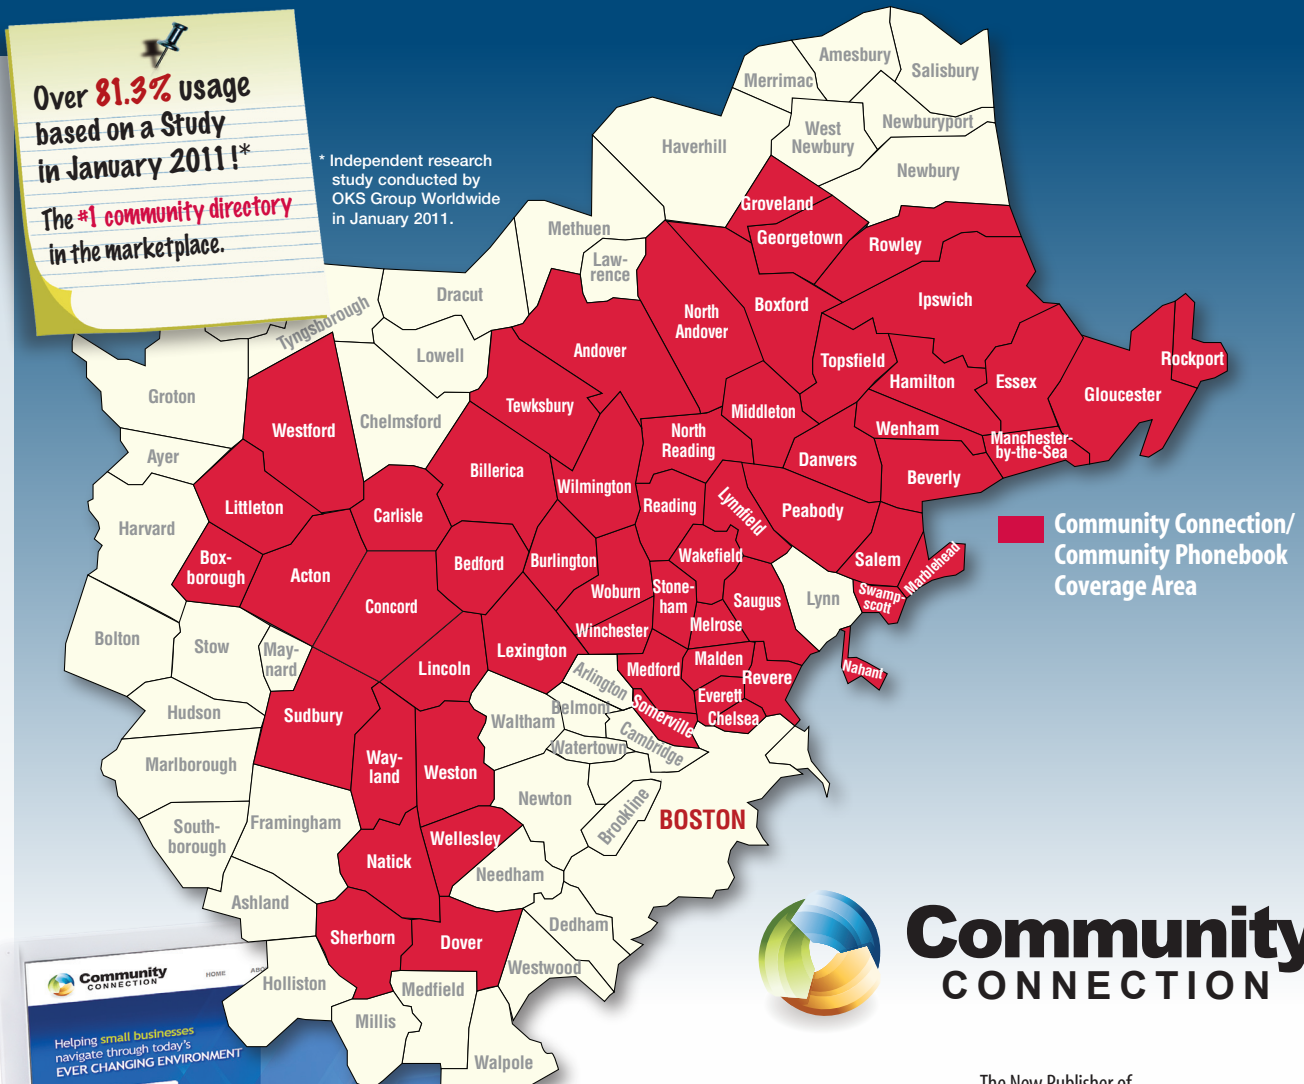 Over 81.3% usage
based on a Study
in January 2011!*
The #1 community directory
in the marketplace.
* Independent research
study conducted by
OKS Group Worldwide
in January 2011.
Amesbury
Salisbury
Merrimac
Newburyport
West
Newbury
Haverhill
Newbury
Groveland
Methuen
Georgetown
Rowley
Law-
rence
Dracut
Ipswich
Boxford
Tyngsborough
North
Andover
Andover
Lowell
Topsfield
Rockport
Hamilton
Essex
Groton
Gloucester
Tewksbury
Middleton
Chelmsford
Westford
Wenham
North
Reading
Manchester-
by-the-Sea
Ayer
Danvers
Billerica
Beverly
Wilmington
Littleton
Reading
Lynnfield
Peabody
Carlisle
Harvard
Community Connection/
Community Phonebook
Coverage Area
Box-
borough
Acton
Bedford
Burlington
Wakefield
Salem
Marblehead
Concord
Woburn
Stone-
ham
Saugus
Lynn
Swamp-
scott
Winchester
Melrose
Bolton
Stow
May-
nard
Lexington
Lincoln
Arlington
Medford
Malden
Revere
Nahant
Everett
Hudson
Sudbury
Waltham
Belmont
Somerville
Chelsea
Watertown
Cambridge
Marlborough
Way-
land
Weston
Newton
Brookline
BOSTON
South-
borough
Framingham
Wellesley
Natick
Needham
Ashland
Dedham
Sherborn
Dover
Westwood
Holliston
Medfield
Millis
Walpole
Community
CONNECTION
Community
CONNECTION
HOME
Helping small businesses
navigate through today's
EVER CHANGING ENVIRONMENT
The New Publisher of